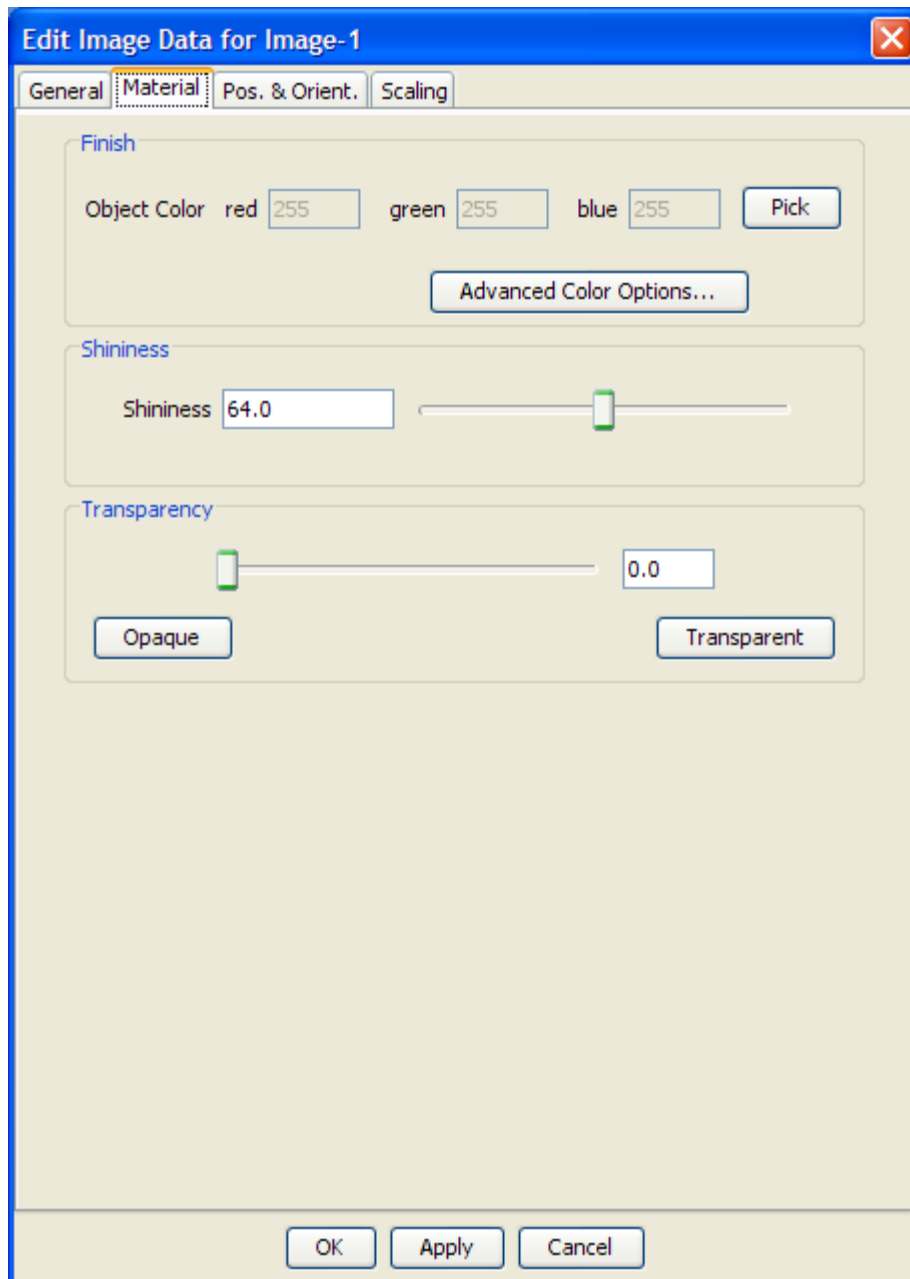 Edit Image Data for Image-1
General Material Pos. & Orient. Scaling
Finish
Object Color red 255 green 255 blue 255 Pick
Advanced Color Options...
Shininess
Shininess 64.0
Transparency
0.0
Opaque Transparent
OK Apply Cancel